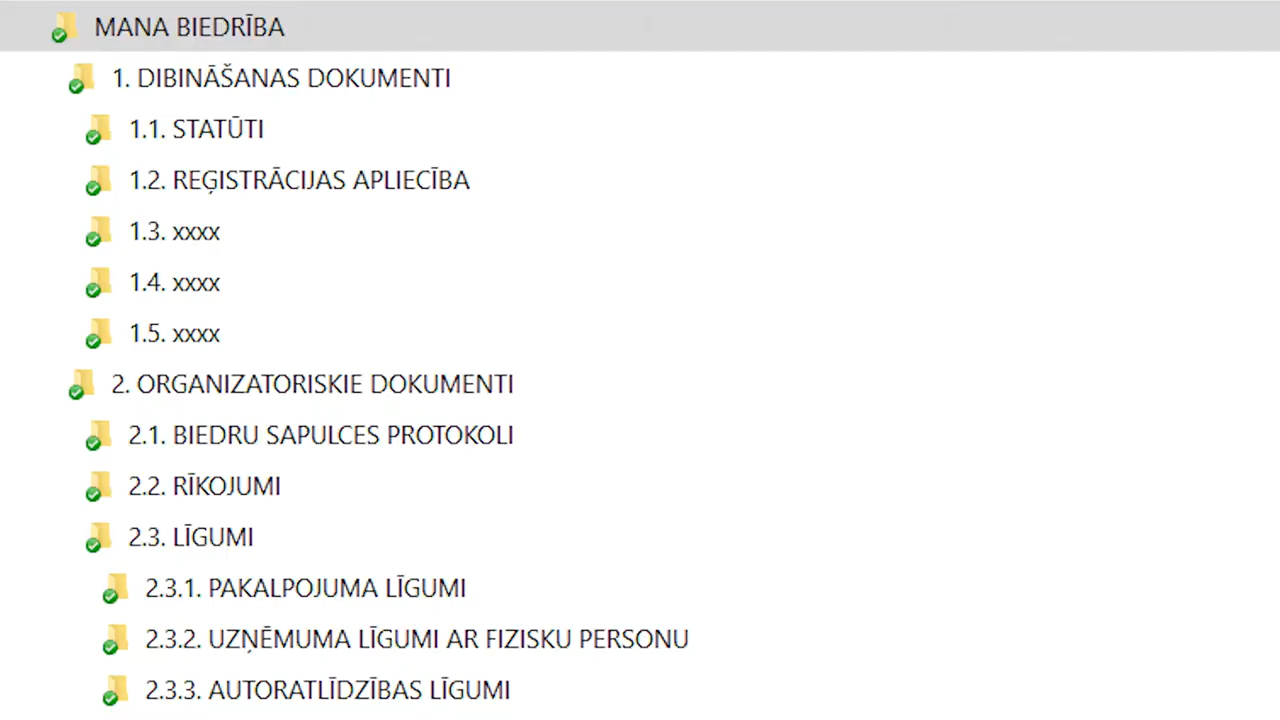 MANA BIEDRĪBA
1. DIBINĀŠANAS DOKUMENTI
1.1. STATŪTI
1.2. REĢISTRĀCIJAS APLIECĪBA
1.3. xxxx
1.4. xxxx
1.5. xxxx
2. ORGANIZATORISKIE DOKUMENTI
2.1. BIEDRU SAPULCES PROTOKOLI
2.2. RĪKOJUMI
2.3. LĪGUMI
2.3.1. PAKALPOJUMA LĪGUMI
2.3.2. UZŅĒMUMA LĪGUMI AR FIZISKU PERSONU
2.3.3. AUTORATLĪDZĪBAS LĪGUMI